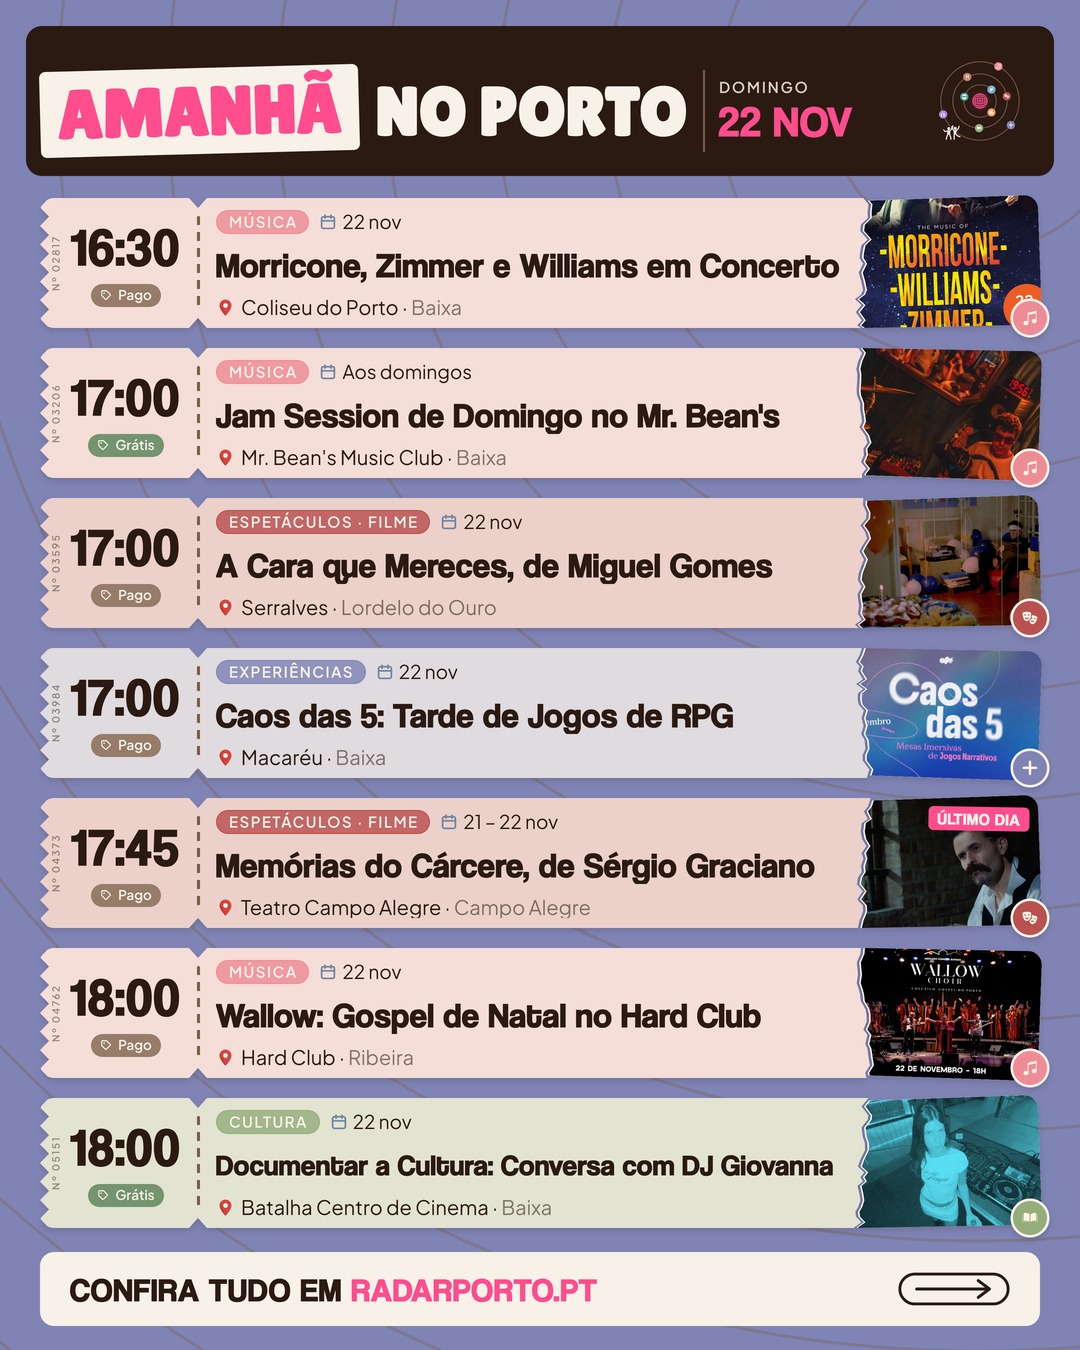 AMANHÃ NO PORTO
DOMINGO
22 NOV
Nº 02817
16:30
Pago
MÚSICA
22 nov
Morricone, Zimmer e Williams em Concerto
Coliseu do Porto · Baixa
THE MUSIC OF
-MORRICONE-
-WILLIAMS-
-ZIMMER-
Nº 03206
17:00
Grátis
MÚSICA
Aos domingos
Jam Session de Domingo no Mr. Bean's
Mr. Bean's Music Club · Baixa
19:56
Nº 03595
17:00
Pago
ESPETÁCULOS · FILME
22 nov
A Cara que Mereces, de Miguel Gomes
Serralves · Lordelo do Ouro
Nº 03984
17:00
Pago
EXPERIÊNCIAS
22 nov
Caos das 5: Tarde de Jogos de RPG
Macaréu · Baixa
Caos
das 5
embro
Mesas Imersivas
de Jogos Narrativos
Nº 04373
17:45
Pago
ESPETÁCULOS · FILME
21 – 22 nov
Memórias do Cárcere, de Sérgio Graciano
Teatro Campo Alegre · Campo Alegre
ÚLTIMO DIA
Nº 04762
18:00
Pago
MÚSICA
22 nov
Wallow: Gospel de Natal no Hard Club
Hard Club · Ribeira
WALLOW
CHOIR
COLETIVO GOSPEL DO PORTO
22 DE NOVEMBRO - 18H
Nº 05151
18:00
Grátis
CULTURA
22 nov
Documentar a Cultura: Conversa com DJ Giovanna
Batalha Centro de Cinema · Baixa
CONFIRA TUDO EM RADARPORTO.PT